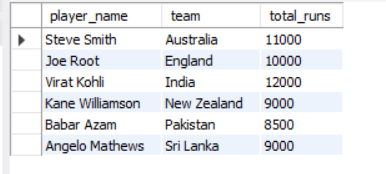 player_name team total_runs
Steve Smith Australia 11000
Joe Root England 10000
Virat Kohli India 12000
Kane Williamson New Zealand 9000
Babar Azam Pakistan 8500
Angelo Mathews Sri Lanka 9000